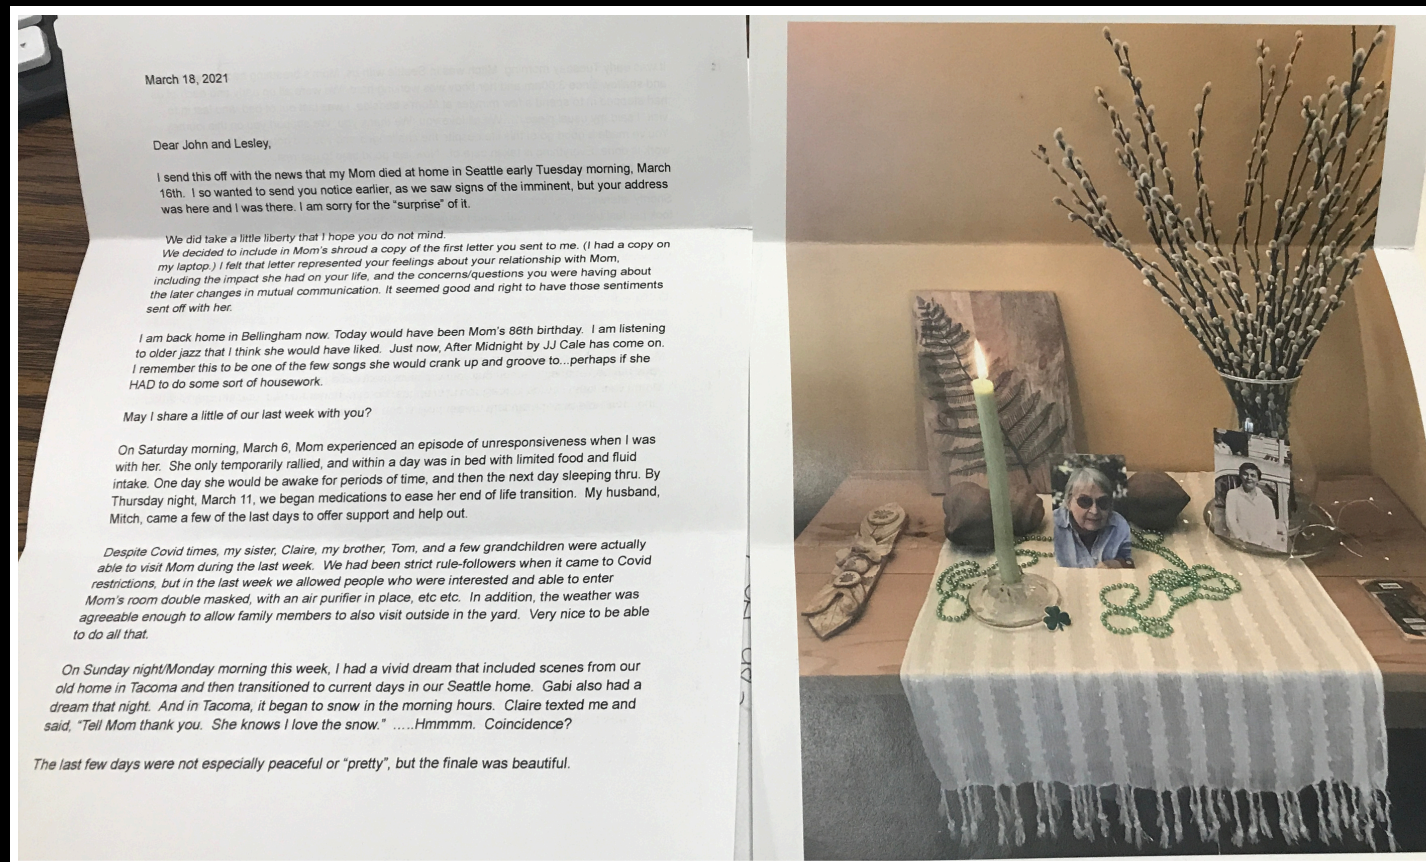 March 18, 2021
Dear John and Lesley,
I send this off with the news that my Mom died at home in Seattle early Tuesday morning, March
16th. I so wanted to send you notice earlier, as we saw signs of the imminent, but your address
was here and I was there. I am sorry for the "surprise" of it.
We did take a little liberty that I hope you do not mind.
We decided to include in Mom's shroud a copy of the first letter you sent to me. (I had a copy on
my laptop.) I felt that letter represented your feelings about your relationship with Mom,
including the impact she had on your life, and the concerns/questions you were having about
the later changes in mutual communication. It seemed good and right to have those sentiments
sent off with her.
I am back home in Bellingham now. Today would have been Mom's 86th birthday. I am listening
to older jazz that I think she would have liked. Just now, After Midnight by JJ Cale has come on.
I remember this to be one of the few songs she would crank up and groove to...perhaps if she
HAD to do some sort of housework.
May I share a little of our last week with you?
On Saturday morning, March 6, Mom experienced an episode of unresponsiveness when I was
with her. She only temporarily rallied, and within a day was in bed with limited food and fluid
intake. One day she would be awake for periods of time, and then the next day sleeping thru. By
Thursday night, March 11, we began medications to ease her end of life transition. My husband,
Mitch, came a few of the last days to offer support and help out.
Despite Covid times, my sister, Claire, my brother, Tom, and a few grandchildren were actually
able to visit Mom during the last week. We had been strict rule-followers when it came to Covid
restrictions, but in the last week we allowed people who were interested and able to enter
Mom's room double masked, with an air purifier in place, etc etc. In addition, the weather was
agreeable enough to allow family members to also visit outside in the yard. Very nice to be able
to do all that.
On Sunday night/Monday morning this week, I had a vivid dream that included scenes from our
old home in Tacoma and then transitioned to current days in our Seattle home. Gabi also had a
dream that night. And in Tacoma, it began to snow in the morning hours. Claire texted me and
said, "Tell Mom thank you. She knows I love the snow." .....Hmmmm. Coincidence?
The last few days were not especially peaceful or "pretty", but the finale was beautiful.